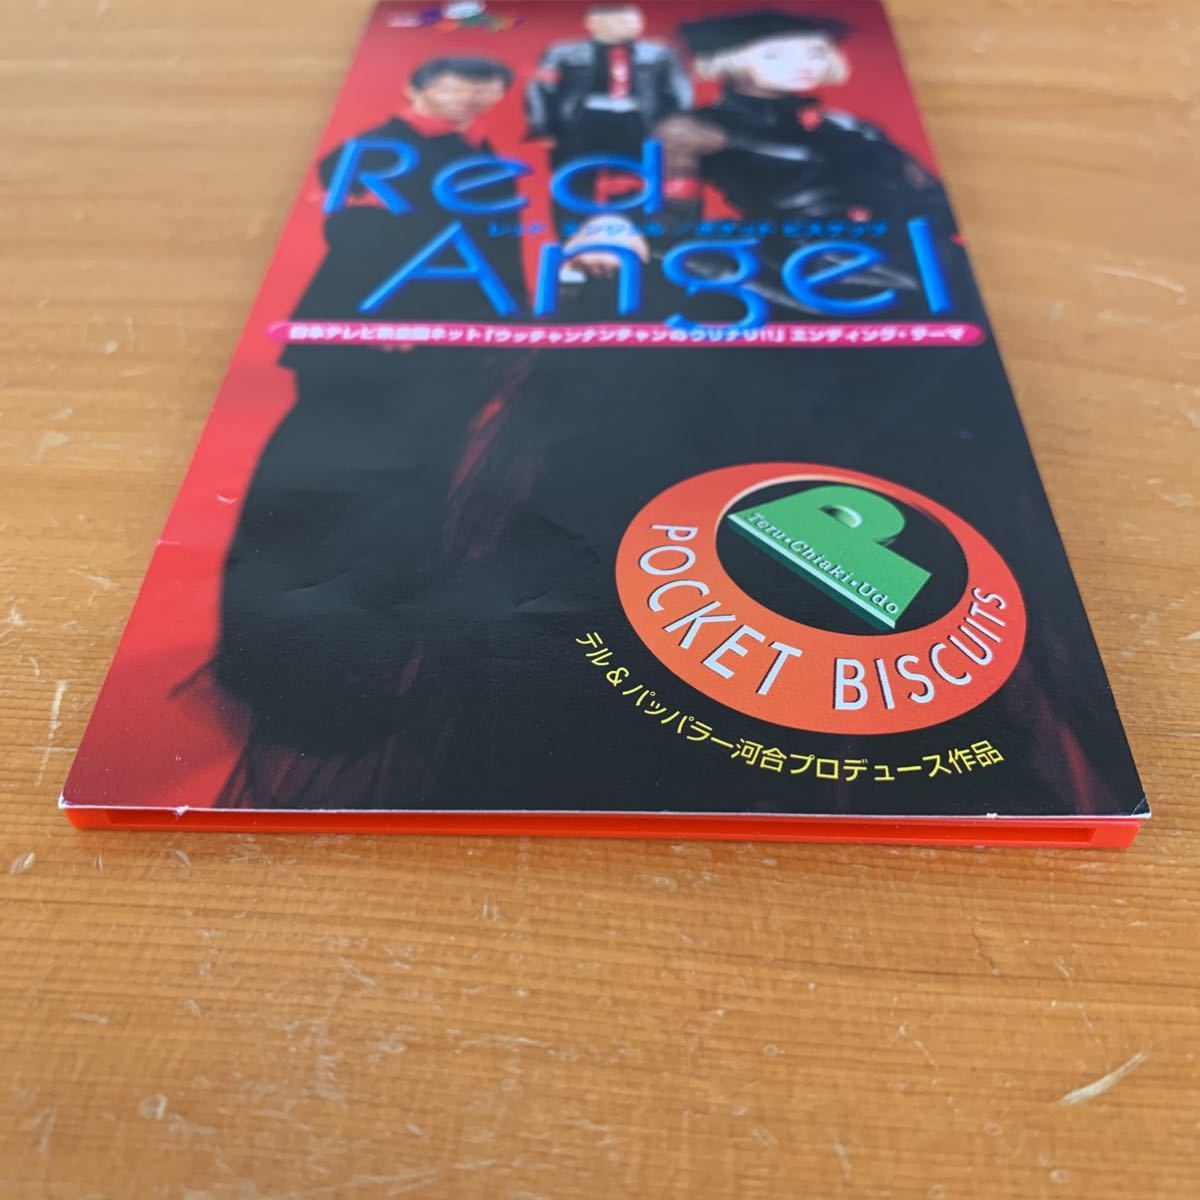 Red
レッド エンジェル／ポケット ビスケッツ
Angel
日本テレビ系全国ネット「ウッチャンナンチャンのウリナリ!!」エンディング・テーマ
P
Teru・Chiaki・Udo
POCKET BISCUITS
テル&パッパラー河合プロデュース作品